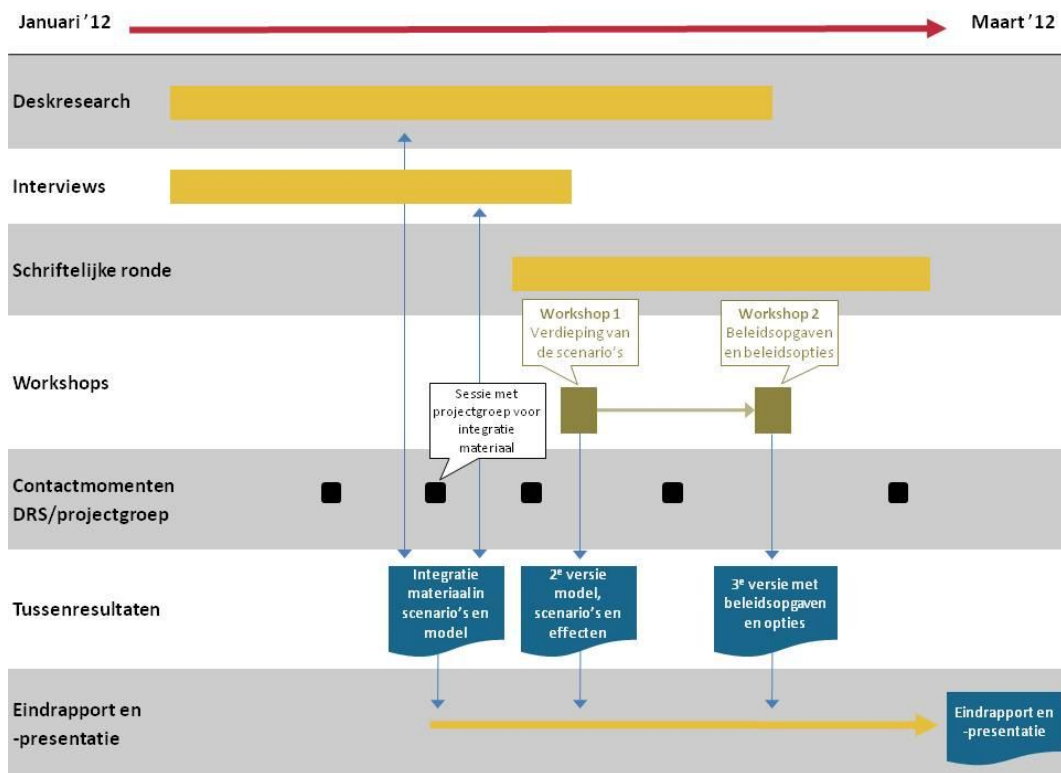 Januari '12
Maart '12
Deskresearch
Interviews
Schriftelijke ronde
Workshop 1
Verdieping van
de scenario's
Workshop 2
Beleidsopgaven
en beleidsopties
Workshops
Sessie met
projectgroep voor
integratie
materiaal
Contactmomenten
DRS/projectgroep
Tussenresultaten
Integratie
materiaal in
scenario's en
model
2e versie
model,
scenario's en
effecten
3e versie met
beleidsopgaven
en opties
Eindrapport en
-presentatie
Eindrapport en
-presentatie